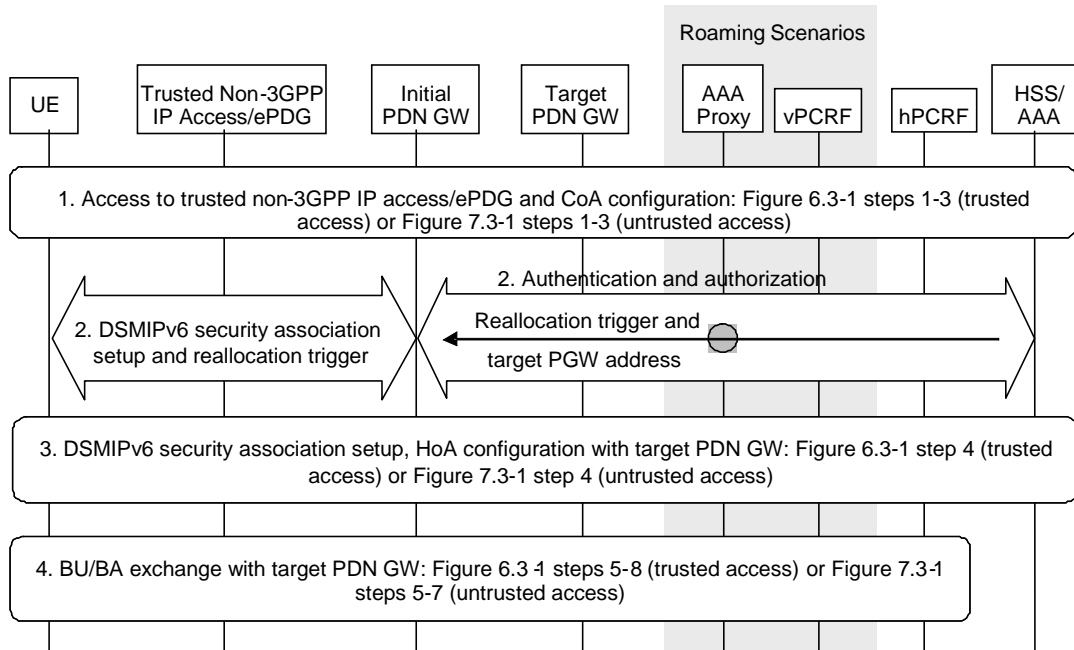 Roaming Scenarios
UE
Trusted Non-3GPP
IP Access/ePDG
Initial
PDN GW
Target
PDN GW
AAA
Proxy
vPCRF
hPCRF
HSS/
AAA
1. Access to trusted non-3GPP IP access/ePDG and CoA configuration: Figure 6.3-1 steps 1-3 (trusted
access) or Figure 7.3-1 steps 1-3 (untrusted access)
2. Authentication and authorization
2. DSMIPv6 security association
setup and reallocation trigger
Reallocation trigger and
target PGW address
3. DSMIPv6 security association setup, HoA configuration with target PDN GW: Figure 6.3-1 step 4 (trusted
access) or Figure 7.3-1 step 4 (untrusted access)
4. BU/BA exchange with target PDN GW: Figure 6.3-1 steps 5-8 (trusted access) or Figure 7.3-1
steps 5-7 (untrusted access)